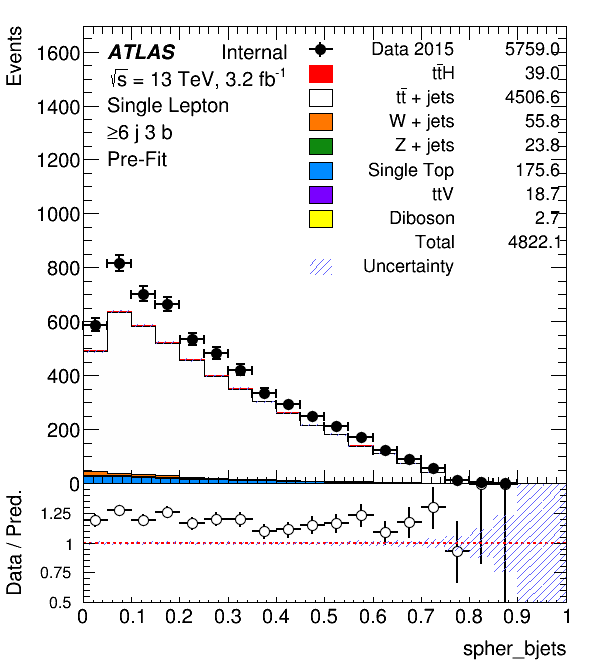 Events
1600
1400
1200
1000
800
600
400
200
0
ATLAS Internal
√s = 13 TeV, 3.2 fb⁻¹
Single Lepton
≥6 j 3 b
Pre-Fit
Data 2015 5759.0
tt̄H 39.0
tt̄ + jets 4506.6
W + jets 55.8
Z + jets 23.8
Single Top 175.6
ttV 18.7
Diboson 2.7
Total 4822.1
Uncertainty
Data / Pred.
1.25
1
0.75
0.5
0 0.1 0.2 0.3 0.4 0.5 0.6 0.7 0.8 0.9 1
spher_bjets